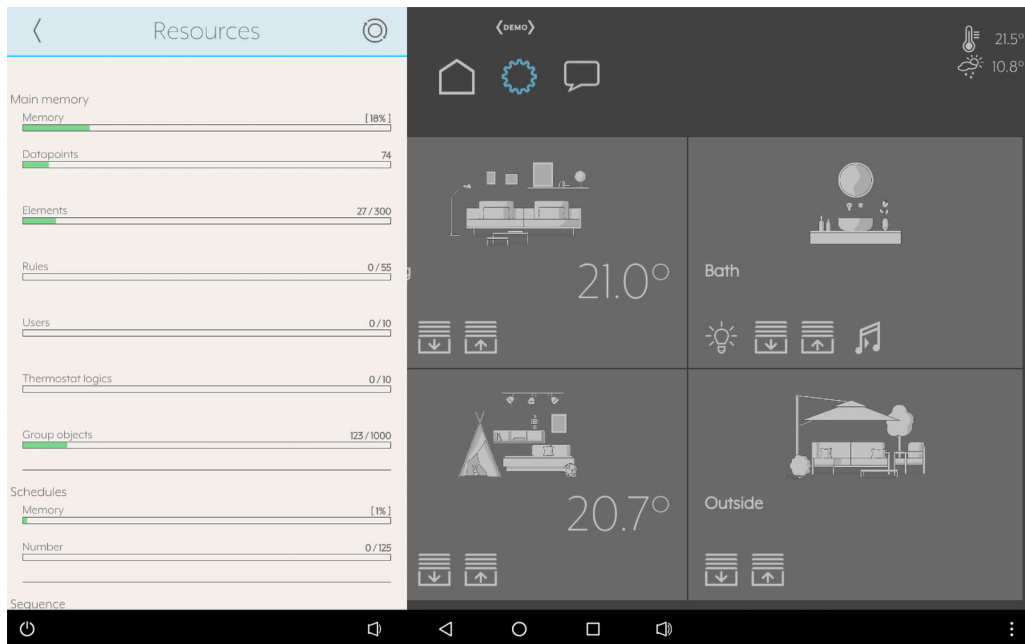 Resources
Main memory
Memory [18%]
Datapoints 74
Elements 27/300
Rules 0/55
Users 0/10
Thermostat logics 0/10
Group objects 123/1000
Schedules
Memory [1%]
Number 0/125
Sequence
DEMO
21.5°
10.8°
g
21.0°
Bath
20.7°
Outside